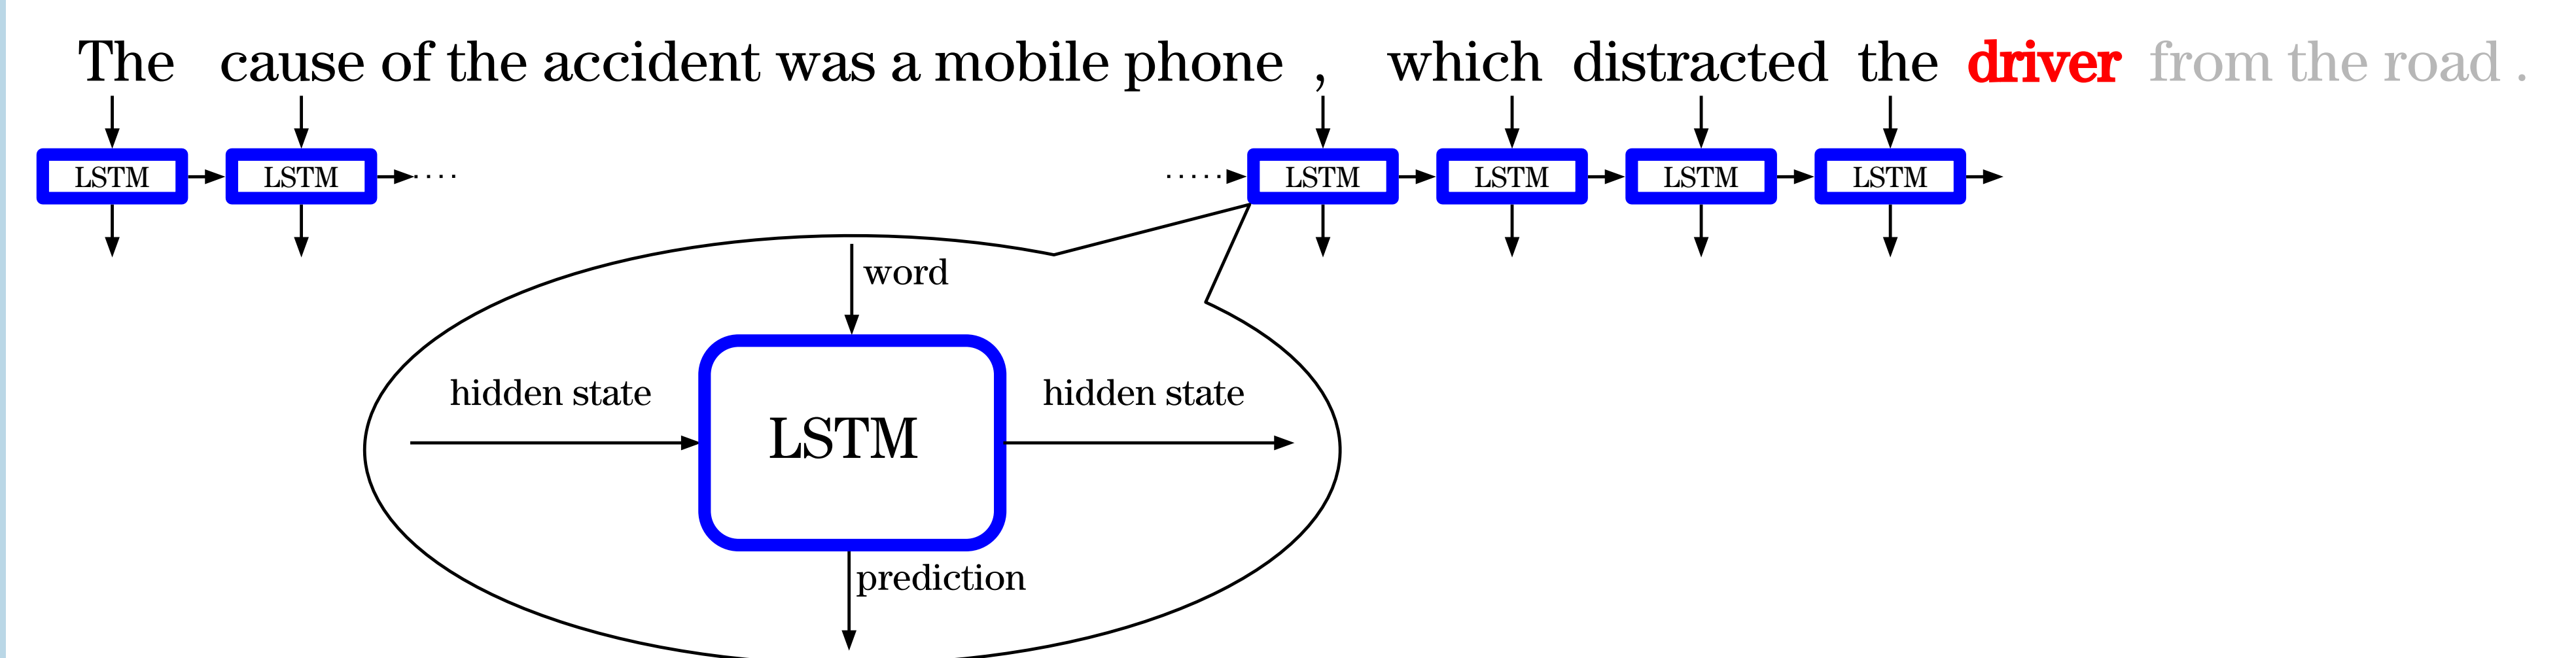 The cause of the accident was a mobile phone , which distracted the driver from the road .
LSTM LSTM .... ..... LSTM LSTM LSTM LSTM
word
hidden state hidden state
LSTM
prediction